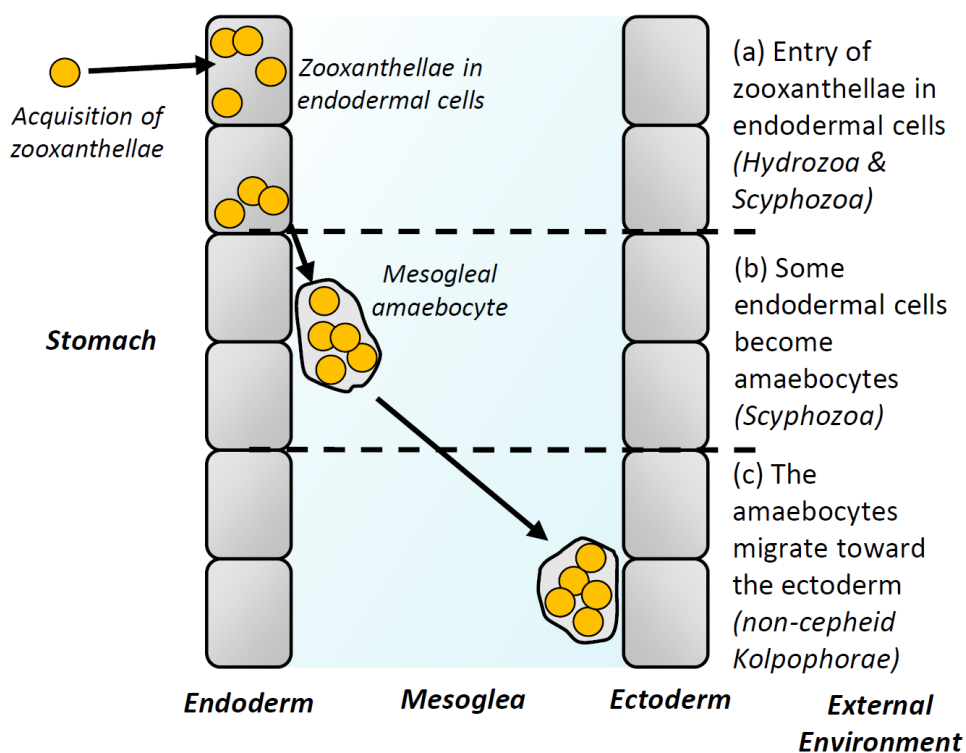 Acquisition of
zooxanthellae
Zooxanthellae in
endodermal cells
(a) Entry of
zooxanthellae in
endodermal cells
(Hydrozoa &
Scyphozoa)
Mesogleal
amaebocyte
(b) Some
endodermal cells
become
amaebocytes
(Scyphozoa)
Stomach
(c) The
amaebocytes
migrate toward
the ectoderm
(non-cepheid
Kolpophorae)
Endoderm
Mesoglea
Ectoderm
External
Environment